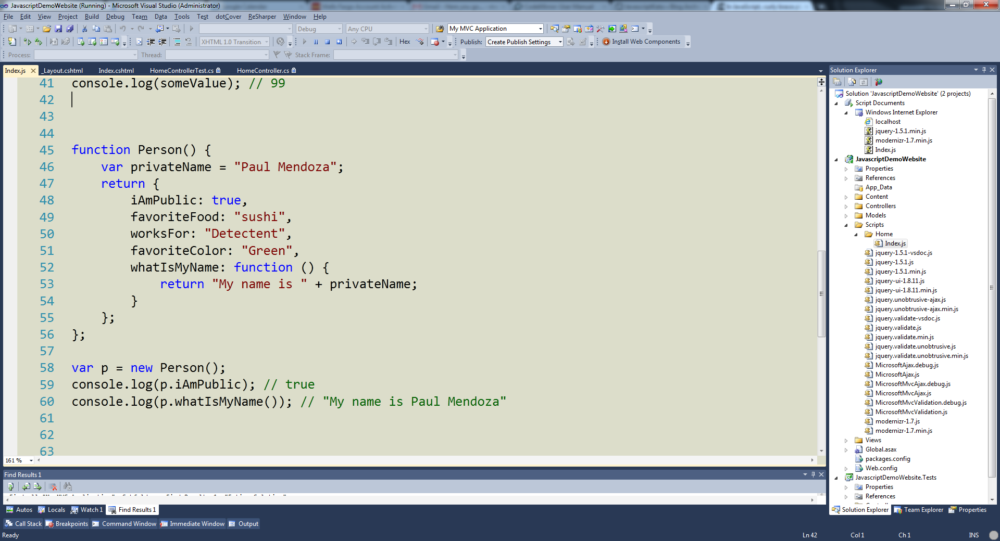 JavascriptDemoWebsite (Running) - Microsoft Visual Studio (Administrator)
File Edit View Project Build Debug Team Data Tools Test dotCover ReSharper Window Help
Debug Any CPU My MVC Application
XHTML 1.0 Transition Hex Publish: Create Publish Settings Install Web Components
Process: Thread: Stack Frame:
Index.js _Layout.cshtml Index.cshtml HomeControllerTest.cs HomeController.cs
41 console.log(someValue); // 99
42
43
44
45 function Person() {
46 var privateName = "Paul Mendoza";
47 return {
48 iAmPublic: true,
49 favoriteFood: "sushi",
50 worksFor: "Detectent",
51 favoriteColor: "Green",
52 whatIsMyName: function () {
53 return "My name is " + privateName;
54 }
55 };
56 };
57
58 var p = new Person();
59 console.log(p.iAmPublic); // true
60 console.log(p.whatIsMyName()); // "My name is Paul Mendoza"
61
62
63
161 %
Find Results 1
Autos Locals Watch 1 Find Results 1
Call Stack Breakpoints Command Window Immediate Window Output
Ready
Ln 42 Col 1 Ch 1 INS
Solution Explorer
Solution 'JavascriptDemoWebsite' (2 projects)
Script Documents
Windows Internet Explorer
localhost
jquery-1.5.1.min.js
modernizr-1.7.min.js
Index.js
JavascriptDemoWebsite
Properties
References
App_Data
Content
Controllers
Models
Scripts
Home
Index.js
jquery-1.5.1-vsdoc.js
jquery-1.5.1.js
jquery-1.5.1.min.js
jquery-ui-1.8.11.js
jquery-ui-1.8.11.min.js
jquery.unobtrusive-ajax.js
jquery.unobtrusive-ajax.min.js
jquery.validate-vsdoc.js
jquery.validate.js
jquery.validate.min.js
jquery.validate.unobtrusive.js
jquery.validate.unobtrusive.min.js
MicrosoftAjax.debug.js
MicrosoftAjax.js
MicrosoftMvcAjax.debug.js
MicrosoftMvcAjax.js
MicrosoftMvcValidation.debug.js
MicrosoftMvcValidation.js
modernizr-1.7.js
modernizr-1.7.min.js
Views
Global.asax
packages.config
Web.config
JavascriptDemoWebsite.Tests
Properties
References
Solution Explorer Team Explorer Properties